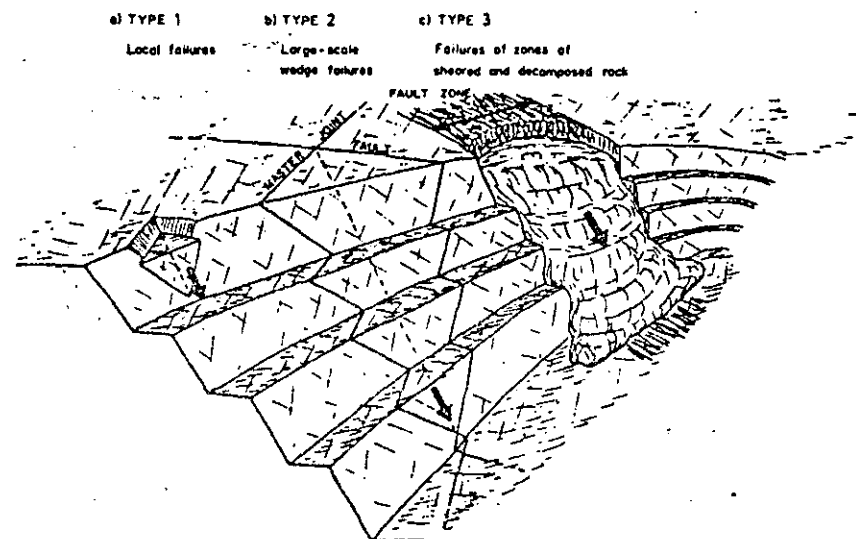 a) TYPE 1
Local failures
b) TYPE 2
Large-scale
wedge failures
c) TYPE 3
Failures of zones of
sheared and decomposed rock
FAULT ZONE
MASTER JOINT
FAULT